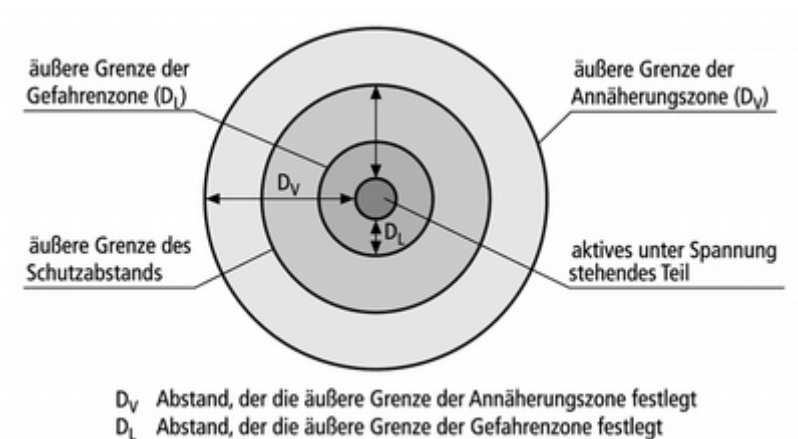 äußere Grenze der
Gefahrenzone (DL)
äußere Grenze der
Annäherungszone (DV)
DV
DL
äußere Grenze des
Schutzabstands
aktives unter Spannung
stehendes Teil
DV Abstand, der die äußere Grenze der Annäherungszone festlegt
DL Abstand, der die äußere Grenze der Gefahrenzone festlegt